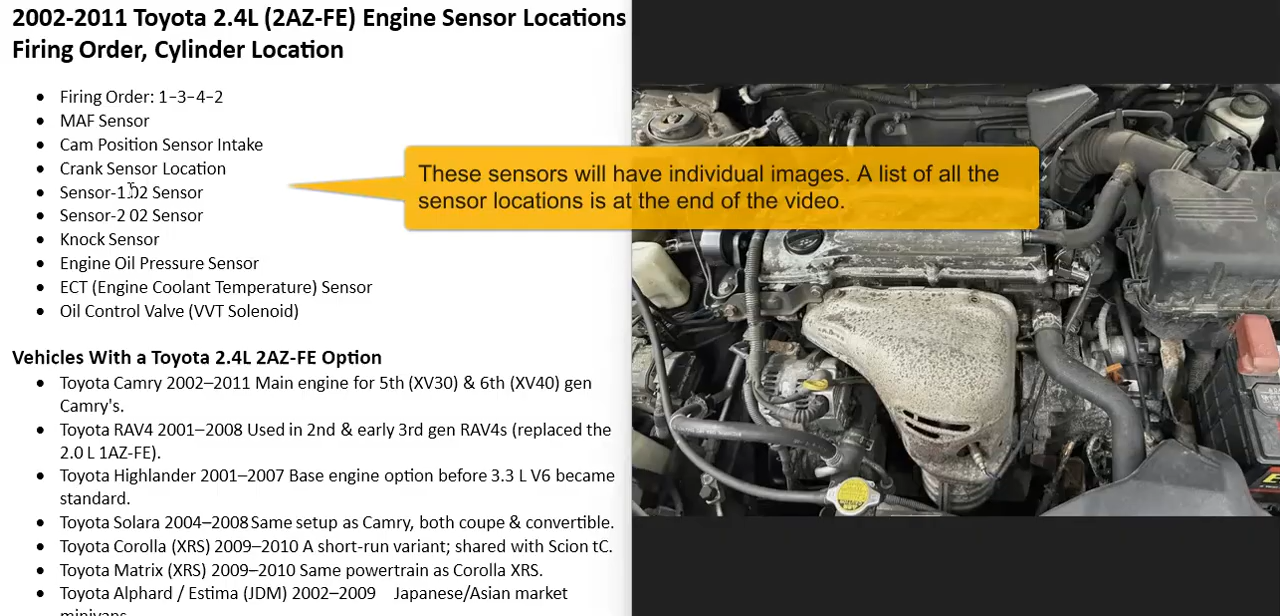 2002-2011 Toyota 2.4L (2AZ-FE) Engine Sensor Locations
Firing Order, Cylinder Location
• Firing Order: 1-3-4-2
• MAF Sensor
• Cam Position Sensor Intake
• Crank Sensor Location
• Sensor-1 02 Sensor
• Sensor-2 02 Sensor
• Knock Sensor
• Engine Oil Pressure Sensor
• ECT (Engine Coolant Temperature) Sensor
• Oil Control Valve (VVT Solenoid)
These sensors will have individual images. A list of all the
sensor locations is at the end of the video.
Vehicles With a Toyota 2.4L 2AZ-FE Option
• Toyota Camry 2002–2011 Main engine for 5th (XV30) & 6th (XV40) gen
Camry's.
• Toyota RAV4 2001–2008 Used in 2nd & early 3rd gen RAV4s (replaced the
2.0 L 1AZ-FE).
• Toyota Highlander 2001–2007 Base engine option before 3.3 L V6 became
standard.
• Toyota Solara 2004–2008 Same setup as Camry, both coupe & convertible.
• Toyota Corolla (XRS) 2009–2010 A short-run variant; shared with Scion tC.
• Toyota Matrix (XRS) 2009–2010 Same powertrain as Corolla XRS.
• Toyota Alphard / Estima (JDM) 2002–2009 Japanese/Asian market
minivans